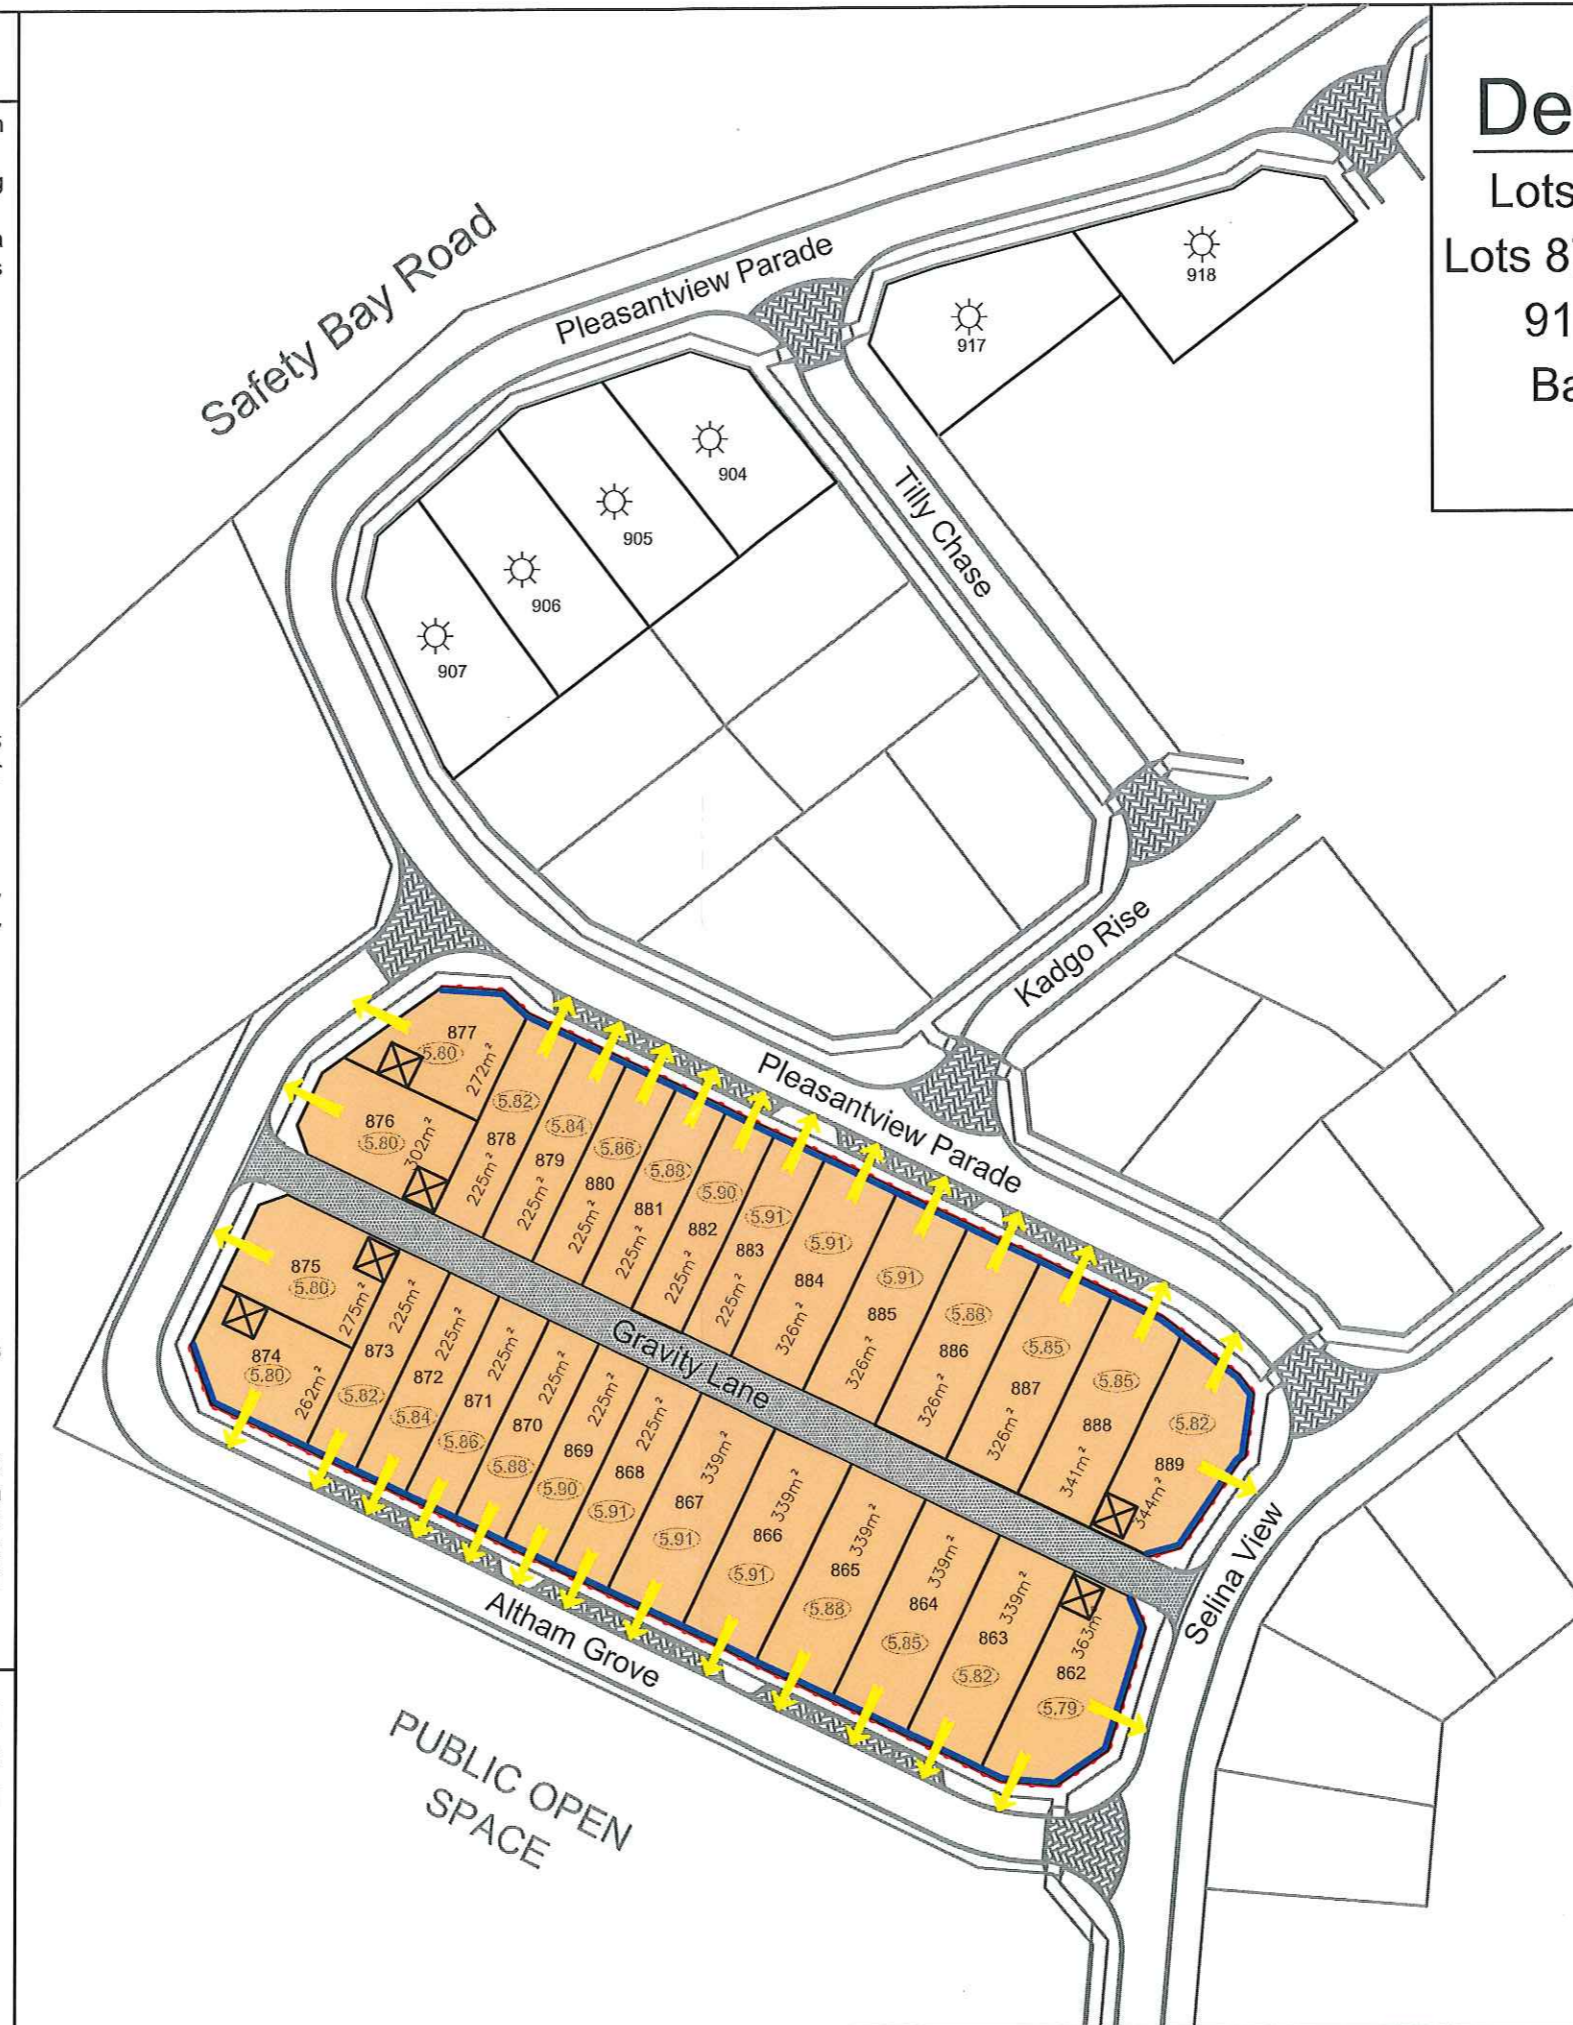 De
Lots
Lots 8
91
Ba
Safety Bay Road
Pleasantview Parade
918
917
904
905
906
907
Tilly Chase
Kadgo Rise
Pleasantview Parade
877
5.80
272m²
876
5.80
302m²
5.82
878
225m²
5.84
879
225m²
5.86
880
225m²
5.88
881
225m²
5.90
882
225m²
5.91
883
225m²
5.91
884
326m²
5.91
885
326m²
5.88
886
326m²
5.85
887
326m²
5.85
888
341m²
5.82
889
344m²
Gravity Lane
875
5.80
275m²
874
5.80
262m²
225m²
873
5.82
225m²
872
5.84
225m²
871
5.86
225m²
870
5.88
225m²
869
5.90
225m²
868
5.91
339m²
867
5.91
339m²
866
5.91
339m²
865
5.88
339m²
864
5.85
339m²
863
5.82
363m²
862
5.79
Selina View
Altham Grove
PUBLIC OPEN
SPACE